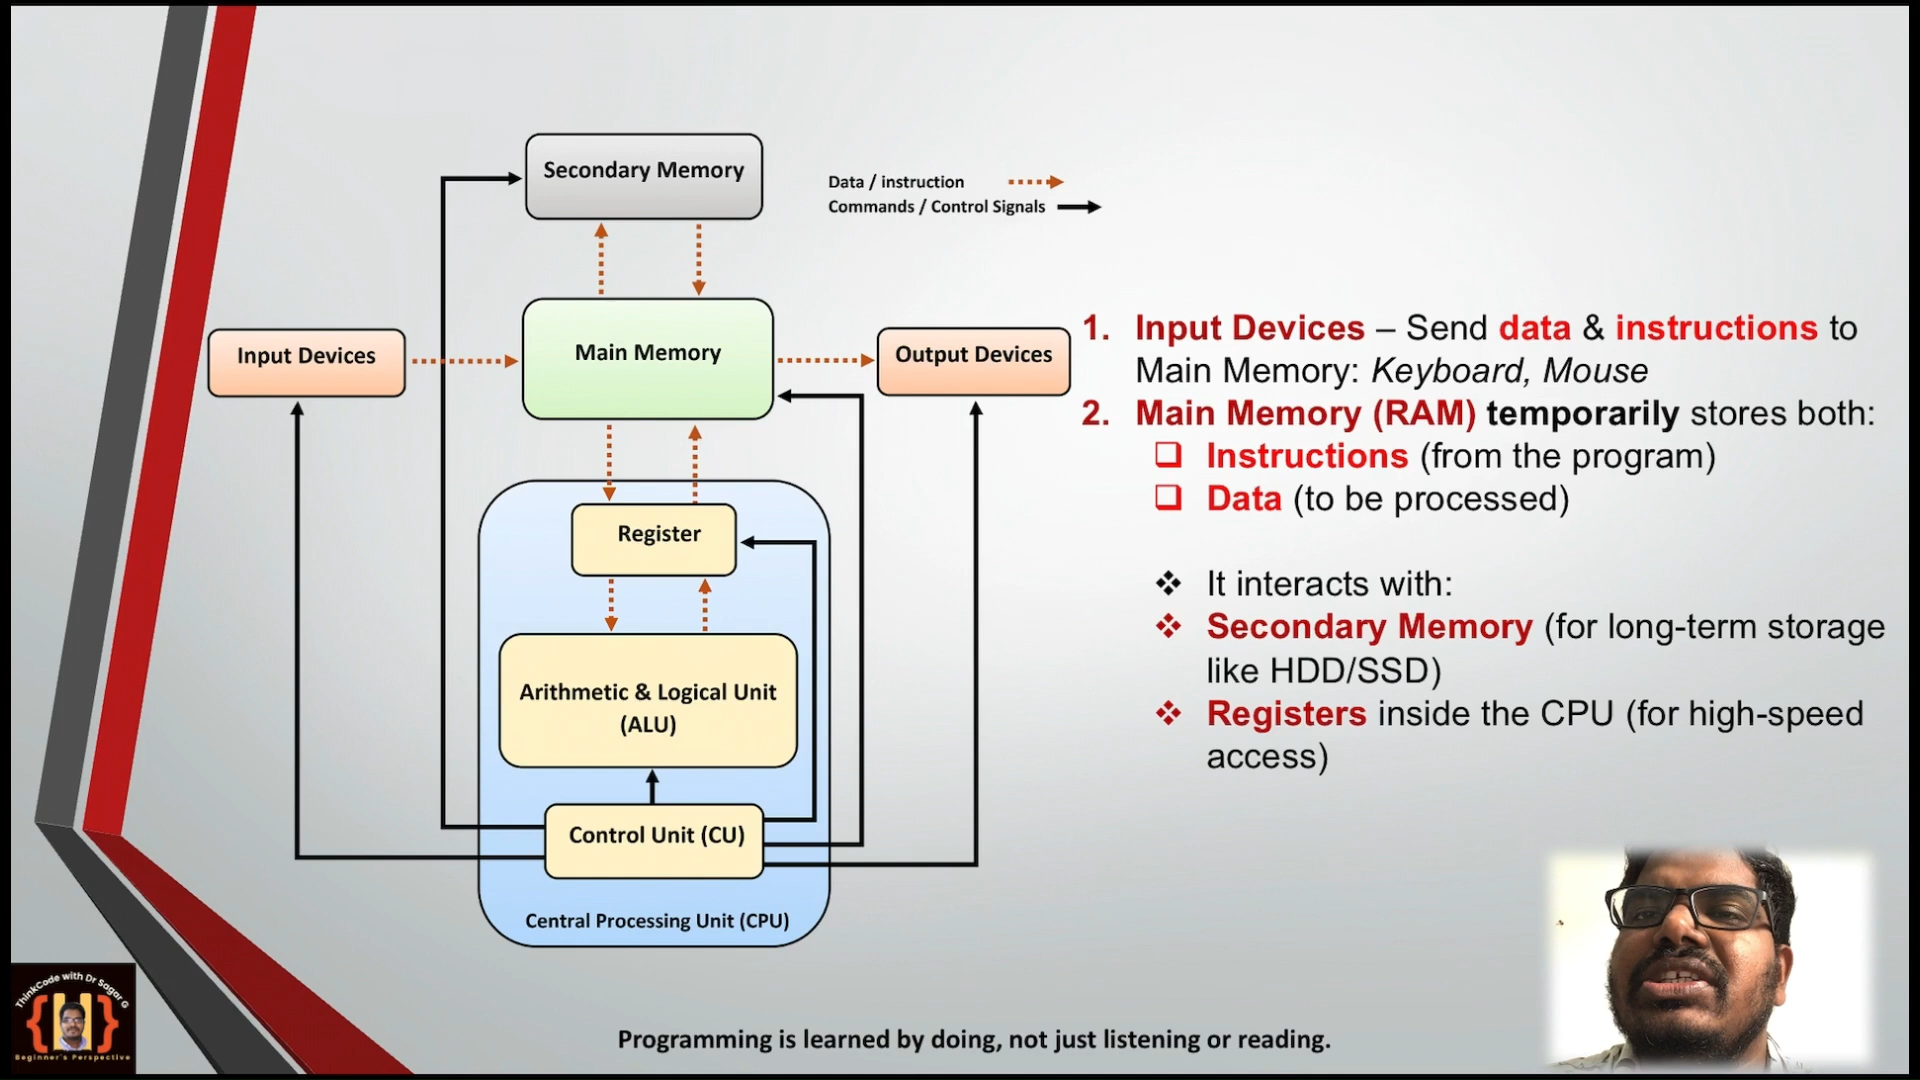 Secondary Memory
Data / instruction
Commands / Control Signals
Input Devices
Main Memory
Output Devices
Register
Arithmetic & Logical Unit
(ALU)
Control Unit (CU)
Central Processing Unit (CPU)
1. Input Devices – Send data & instructions to
Main Memory: Keyboard, Mouse
2. Main Memory (RAM) temporarily stores both:
❑ Instructions (from the program)
❑ Data (to be processed)
❖ It interacts with:
❖ Secondary Memory (for long-term storage
like HDD/SSD)
❖ Registers inside the CPU (for high-speed
access)
ThinkCode with Dr Sagar G
Beginner's Perspective
Programming is learned by doing, not just listening or reading.